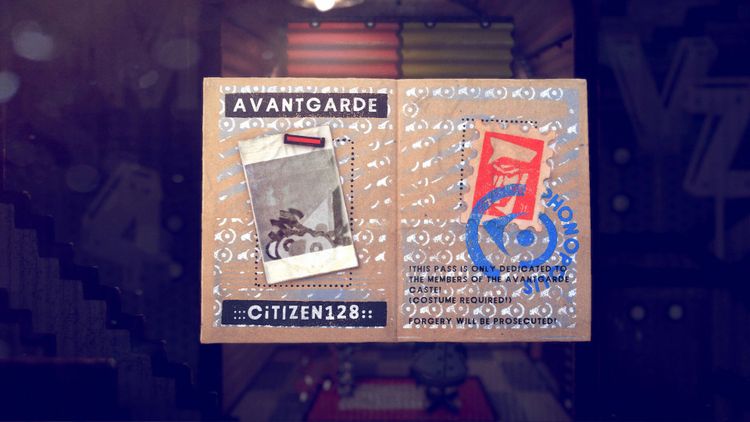 AVANTGARDE
:::CiTIZEN128::
PHONOPOLIS
!THIS PASS IS ONLY DEDICATED TO
THE MEMBERS OF THE AVANTGARDE
CASTE!
(COSTUME REQUIRED!)
FORGERY WILL BE PROSECUTED!